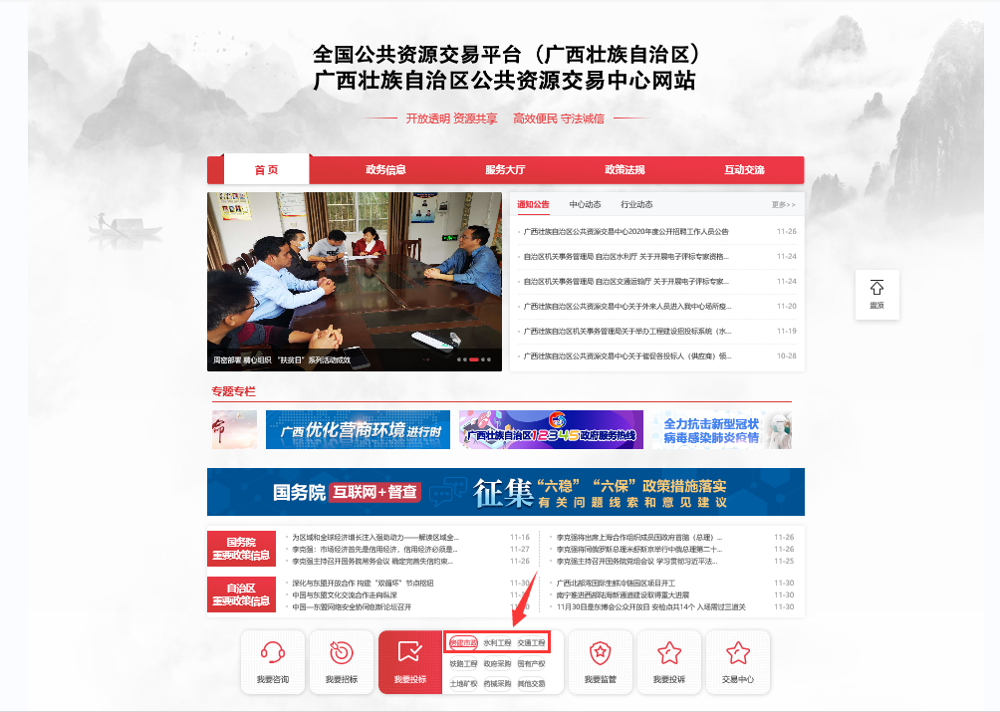 全国公共资源交易平台（广西壮族自治区）
广西壮族自治区公共资源交易中心网站
开放透明 资源共享 高效便民 守法诚信
首 页 政务信息 服务大厅 政策法规 互动交流
通知公告 中心动态 行业动态 更多>>
广西壮族自治区公共资源交易中心2020年度公开招聘工作人员公告 11-26
自治区机关事务管理局 自治区水利厅 关于开展电子评标专家资格... 11-24
自治区机关事务管理局 自治区交通运输厅 关于开展电子评标专家... 11-24
广西壮族自治区公共资源交易中心关于外来人员进入我中心场所疫... 11-20
广西壮族自治区机关事务管理局关于举办工程建设招投标系统（水... 11-19
广西壮族自治区公共资源交易中心关于催促各投标人（供应商）领... 10-28
周密部署 精心组织 “扶贫日”系列活动成效
置顶
专题专栏
命
广西优化营商环境进行时
广西壮族自治区12345政府服务热线
全力抗击新型冠状
病毒感染肺炎疫情
国务院 互联网+督查 征集 “六稳” “六保” 政策措施落实
有关问题线索和意见建议
国务院
重要政策信息
为区域和全球经济增长注入强劲动力——解读区域全... 11-16
李克强：市场经济首先是信用经济，信用经济必须是... 11-27
李克强主持召开国务院常务会议 确定完善失信约束... 11-26
李克强将出席上海合作组织成员国政府首脑（总理）... 11-26
李克强将同俄罗斯总理米舒斯京举行中俄总理第二十... 11-26
李克强主持召开国务院党组会议 学习贯彻习近平法... 11-25
自治区
重要政策信息
深化与东盟开放合作 构建“双循环”节点枢纽 11-30
中国与东盟文化交流合作走向纵深 11-
中国—东盟网络安全协同创新论坛召开 11-30
广西北部湾国际生鲜冷链园区项目开工 11-30
南宁推进西部陆海新通道建设取得重大进展 11-30
11月30日是东博会公众开放日 安检点共14个 入场需过三道关 11-30
我要咨询 我要招标 我要投标
房建市政 水利工程 交通工程
铁路工程 政府采购 国有产权
土地矿权 药械采购 其他交易
我要监管 我要投诉 交易中心